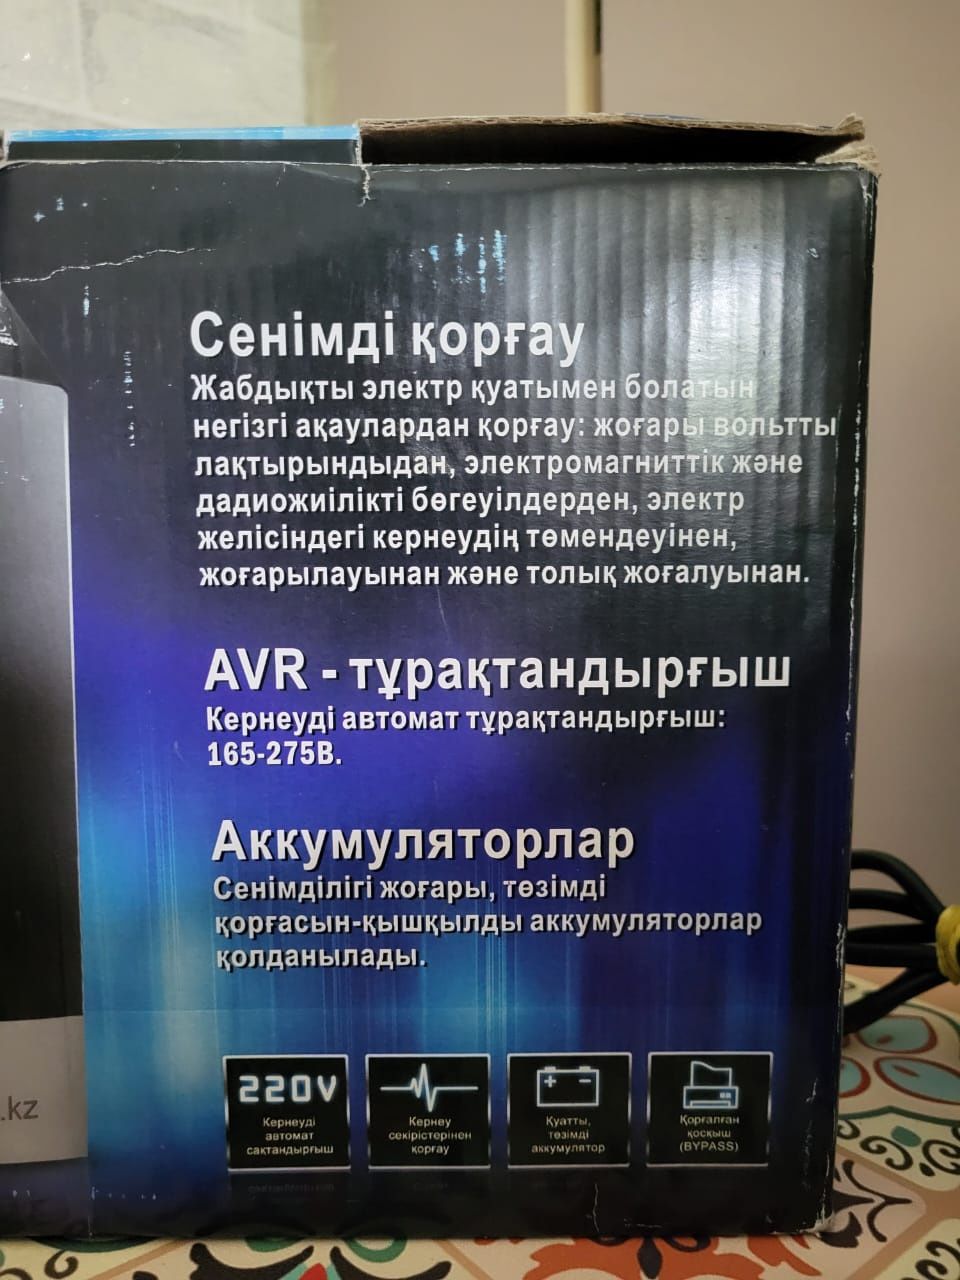 Сенімді қорғау
Жабдықты электр қуатымен болатын
негізгі ақаулардан қорғау: жоғары вольтты
лақтырындыдан, электромагниттік және
дадиожиілікті бөгеуілдерден, электр
желісіндегі кернеудің төмендеуінен,
жоғарылауынан және толық жоғалуынан.
AVR - тұрақтандырғыш
Кернеуді автомат тұрақтандырғыш:
165-275В.
Аккумуляторлар
Сенімділігі жоғары, төзімді
қорғасын-қышқылды аккумуляторлар
қолданылады.
.kz
220V
Кернеуді
автомат
сақтандырғыш
Кернеу
секірістерінен
қорғау
Қуатты,
төзімді
аккумулятор
Қорғалған
қосқыш
(BYPASS)